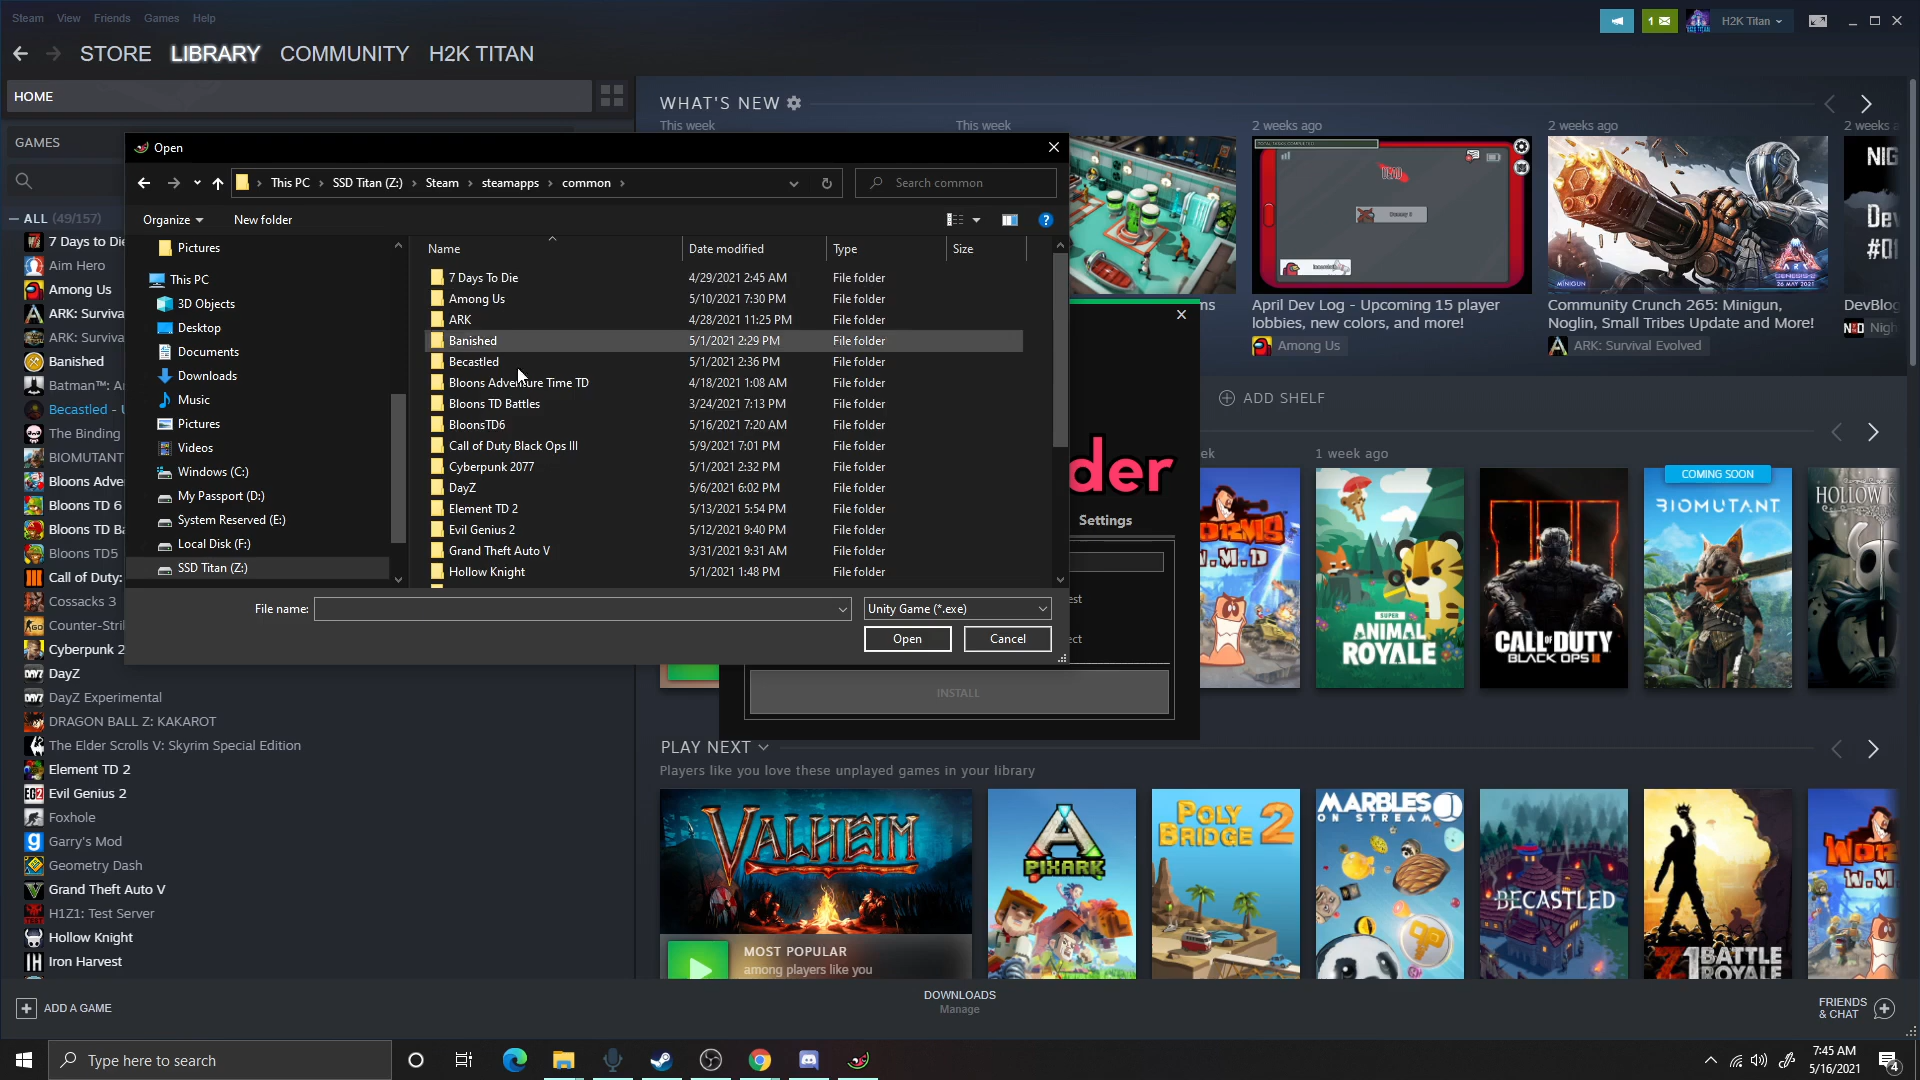 Steam View Friends Games Help
1
H2K Titan
STORE LIBRARY COMMUNITY H2K TITAN
HOME
GAMES
WHAT'S NEW
This week
This week
2 weeks ago
2 weeks ago
2 weeks a
April Dev Log - Upcoming 15 player
lobbies, new colors, and more!
Among Us
MINIGUN
26 MAY 2021
Community Crunch 265: Minigun,
Noglin, Small Tribes Update and More!
ARK: Survival Evolved
NIG
Dev
#01
DevBlog
Nigh
ADD SHELF
Open
This PC
SSD Titan (Z:)
Steam
steamapps
common
Search common
Organize
New folder
Pictures
This PC
3D Objects
Desktop
Documents
Downloads
Music
Pictures
Videos
Windows (C:)
My Passport (D:)
System Reserved (E:)
Local Disk (F:)
SSD Titan (Z:)
Name Date modified Type Size
7 Days To Die 4/29/2021 2:45 AM File folder
Among Us 5/10/2021 7:30 PM File folder
ARK 4/28/2021 11:25 PM File folder
Banished 5/1/2021 2:29 PM File folder
Becastled 5/1/2021 2:36 PM File folder
Bloons Adventure Time TD 4/18/2021 1:08 AM File folder
Bloons TD Battles 3/24/2021 7:13 PM File folder
BloonsTD6 5/16/2021 7:20 AM File folder
Call of Duty Black Ops III 5/9/2021 7:01 PM File folder
Cyberpunk 2077 5/1/2021 2:32 PM File folder
DayZ 5/6/2021 6:02 PM File folder
Element TD 2 5/13/2021 5:54 PM File folder
Evil Genius 2 5/12/2021 9:40 PM File folder
Grand Theft Auto V 3/31/2021 9:31 AM File folder
Hollow Knight 5/1/2021 1:48 PM File folder
File name:
Unity Game (*.exe)
Open
Cancel
ALL (49/157)
7 Days to Die
Aim Hero
Among Us
ARK: Surviva
ARK: Surviva
Banished
Batman™: A
Becastled - U
The Binding
BIOMUTANT
Bloons Adve
Bloons TD 6
Bloons TD Ba
Bloons TD5
Call of Duty:
Cossacks 3
Counter-Stri
Cyberpunk 2
DayZ
DayZ Experimental
DRAGON BALL Z: KAKAROT
The Elder Scrolls V: Skyrim Special Edition
Element TD 2
Evil Genius 2
Foxhole
Garry's Mod
Geometry Dash
Grand Theft Auto V
H1Z1: Test Server
Hollow Knight
Iron Harvest
ms
der
Settings
est
ect
INSTALL
ek
1 week ago
WORMS
W.M.D
SUPER
ANIMAL
ROYALE
CALL OF DUTY
BLACK OPS III
COMING SOON
BIOMUTANT
HOLLOW K
PLAY NEXT
Players like you love these unplayed games in your library
VALHEIM
MOST POPULAR
among players like you
PIXARK
POLY
BRIDGE 2
MARBLES
ON STREAM
BECASTLED
Z1BATTLE
ROYALE
WOR
W.M.
ADD A GAME
DOWNLOADS
Manage
FRIENDS
& CHAT
Type here to search
7:45 AM
5/16/2021
4